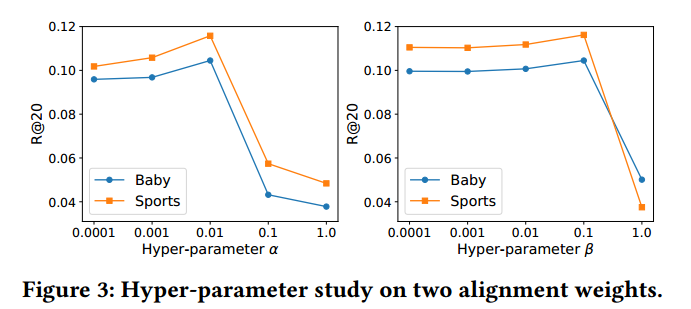 0.12
0.10
0.08
0.06
0.04
R@20
Baby
Sports
0.0001 0.001 0.01 0.1 1.0
Hyper-parameter α
0.12
0.10
0.08
0.06
0.04
R@20
Baby
Sports
0.0001 0.001 0.01 0.1 1.0
Hyper-parameter β
Figure 3: Hyper-parameter study on two alignment weights.